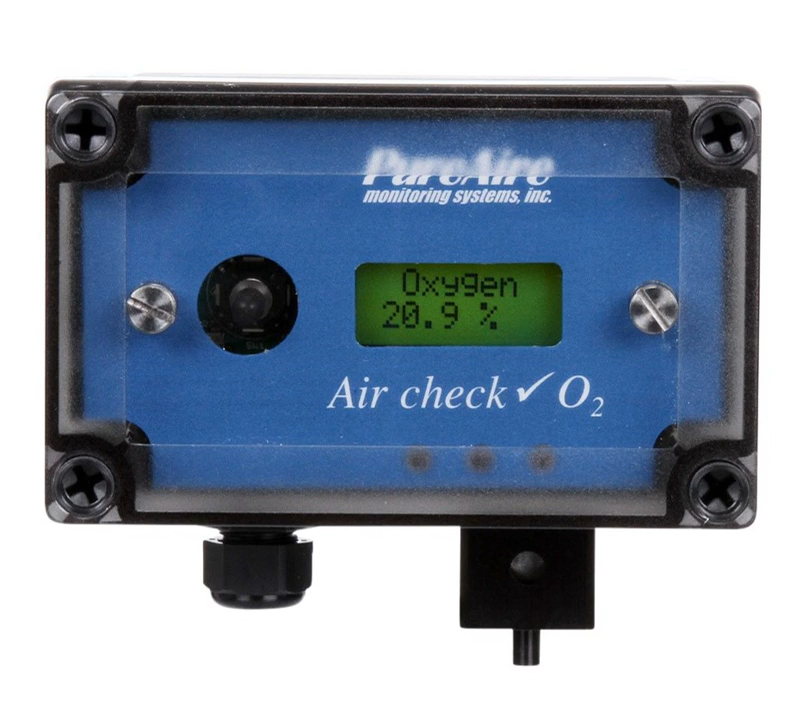 PureAire
monitoring systems, inc.
Oxygen
20.9 %
Air check✓ O₂